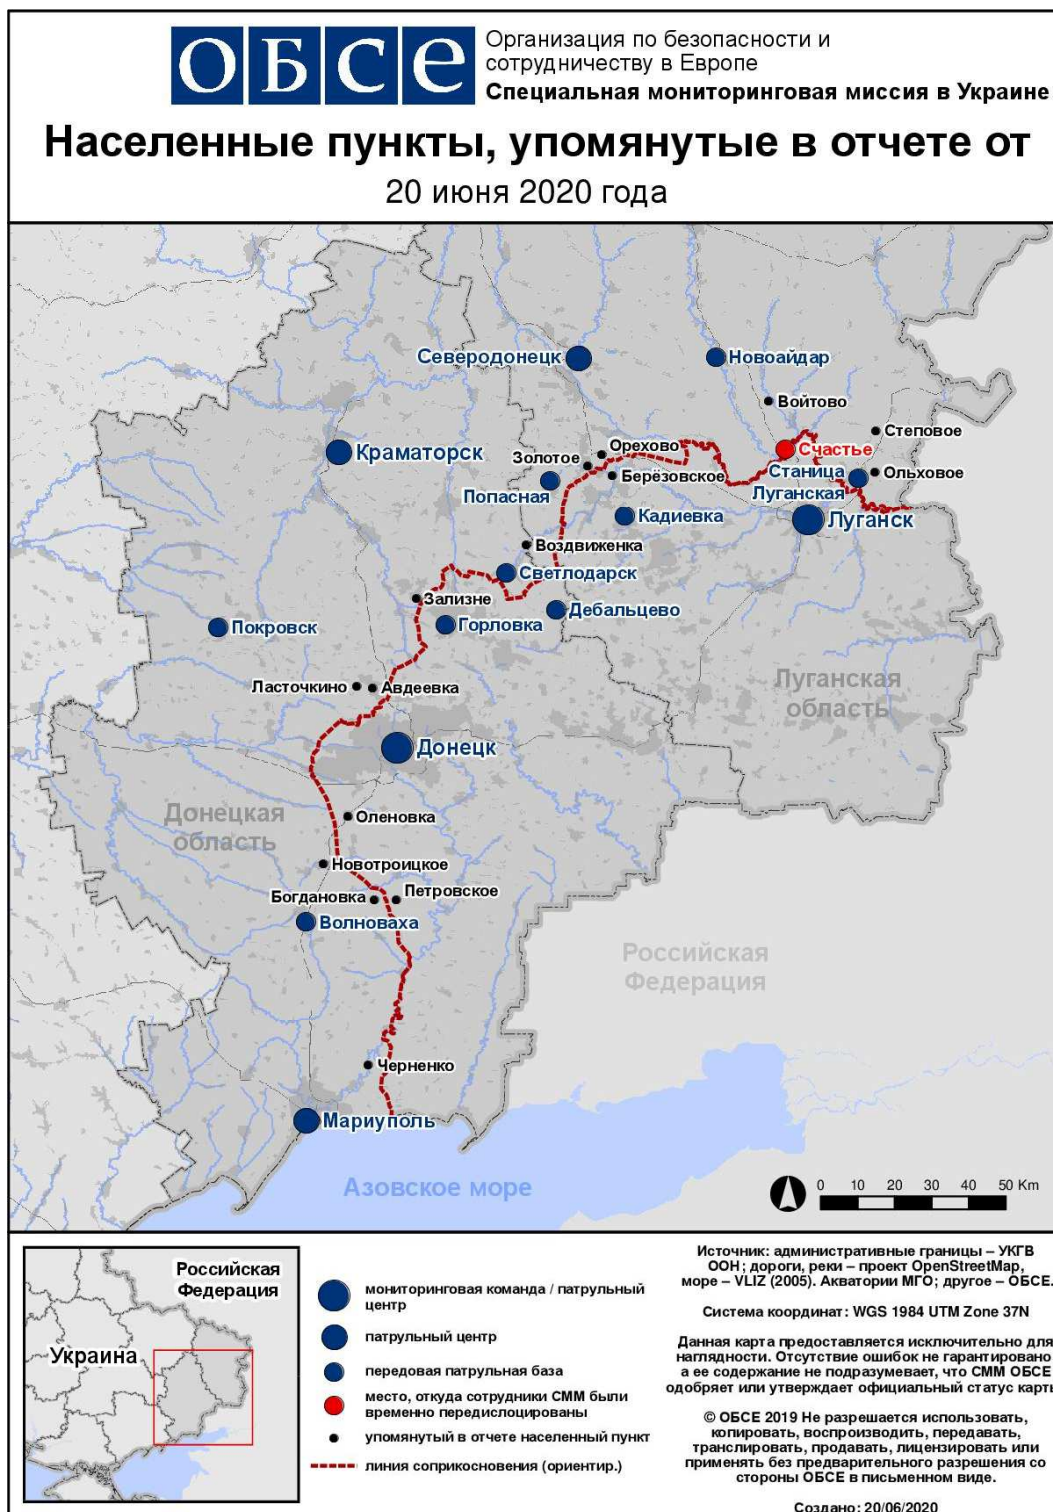 ОБСЕ
Организация по безопасности и
сотрудничеству в Европе
Специальная мониторинговая миссия в Украине
Населенные пункты, упомянутые в отчете от
20 июня 2020 года
Северодонецк
Новоайдар
Войтово
Степовое
Краматорск
Орехово
Счастье
Золотое
Станица
Луганская
Ольховое
Берёзовское
Попасная
Кадиевка
Луганск
Воздвиженка
Светлодарск
Зализне
Дебальцево
Горловка
Покровск
Луганская
область
Ласточкино
Авдеевка
Донецк
Донецкая
область
Оленовка
Новотроицкое
Богдановка
Петровское
Волноваха
Российская
Федерация
Черненко
Мариуполь
Азовское море
0 10 20 30 40 50 Km
Российская
Федерация
Украина
мониторинговая команда / патрульный
центр
патрульный центр
передовая патрульная база
место, откуда сотрудники СММ были
временно передислоцированы
упомянутый в отчете населенный пункт
линия соприкосновения (ориентир.)
Источник: административные границы – УКГВ
ООН; дороги, реки – проект OpenStreetMap,
море – VLIZ (2005). Акватории МГО; другое – ОБСЕ.
Система координат: WGS 1984 UTM Zone 37N
Данная карта предоставляется исключительно для
наглядности. Отсутствие ошибок не гарантировано
а ее содержание не подразумевает, что СММ ОБСЕ
одобряет или утверждает официальный статус карты
© ОБСЕ 2019 Не разрешается использовать,
копировать, воспроизводить, передавать,
транслировать, продавать, лицензировать или
применять без предварительного разрешения со
стороны ОБСЕ в письменном виде.
Создано: 20/06/2020